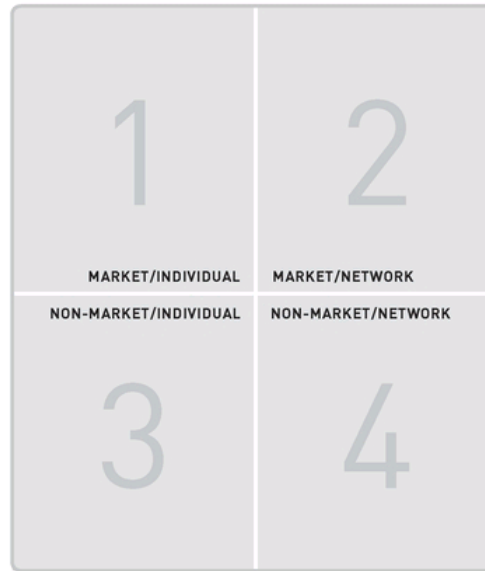 1 2
MARKET/INDIVIDUAL MARKET/NETWORK
NON-MARKET/INDIVIDUAL NON-MARKET/NETWORK
3 4